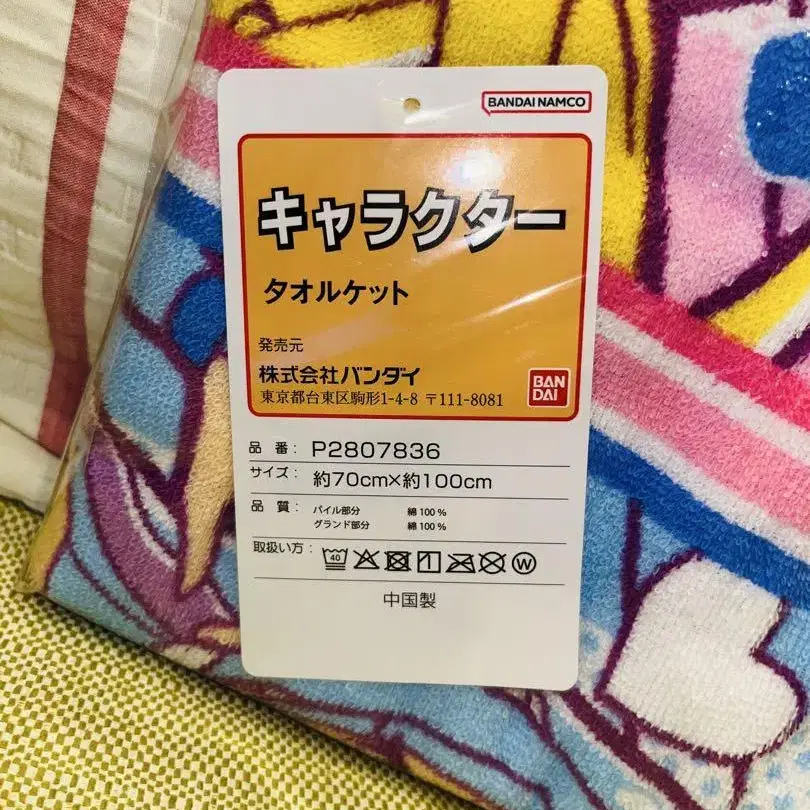 BANDAI NAMCO
キャラクター
タオルケット
発売元
株式会社バンダイ
BAN
DAI
東京都台東区駒形1-4-8 〒111-8081
品番: P2807836
サイズ: 約70cm×約100cm
品質: パイル部分 綿100%
グランド部分 綿100%
取扱い方: 40 W
中国製